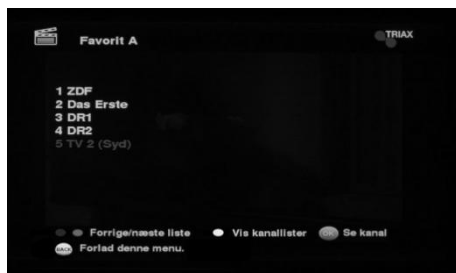 Favorit A
TRIAX
1 ZDF
2 Das Erste
3 DR1
4 DR2
5 TV 2 (Syd)
Forrige/næste liste
Vis kanallister
OK
Se kanal
BACK
Forlad denne menu.